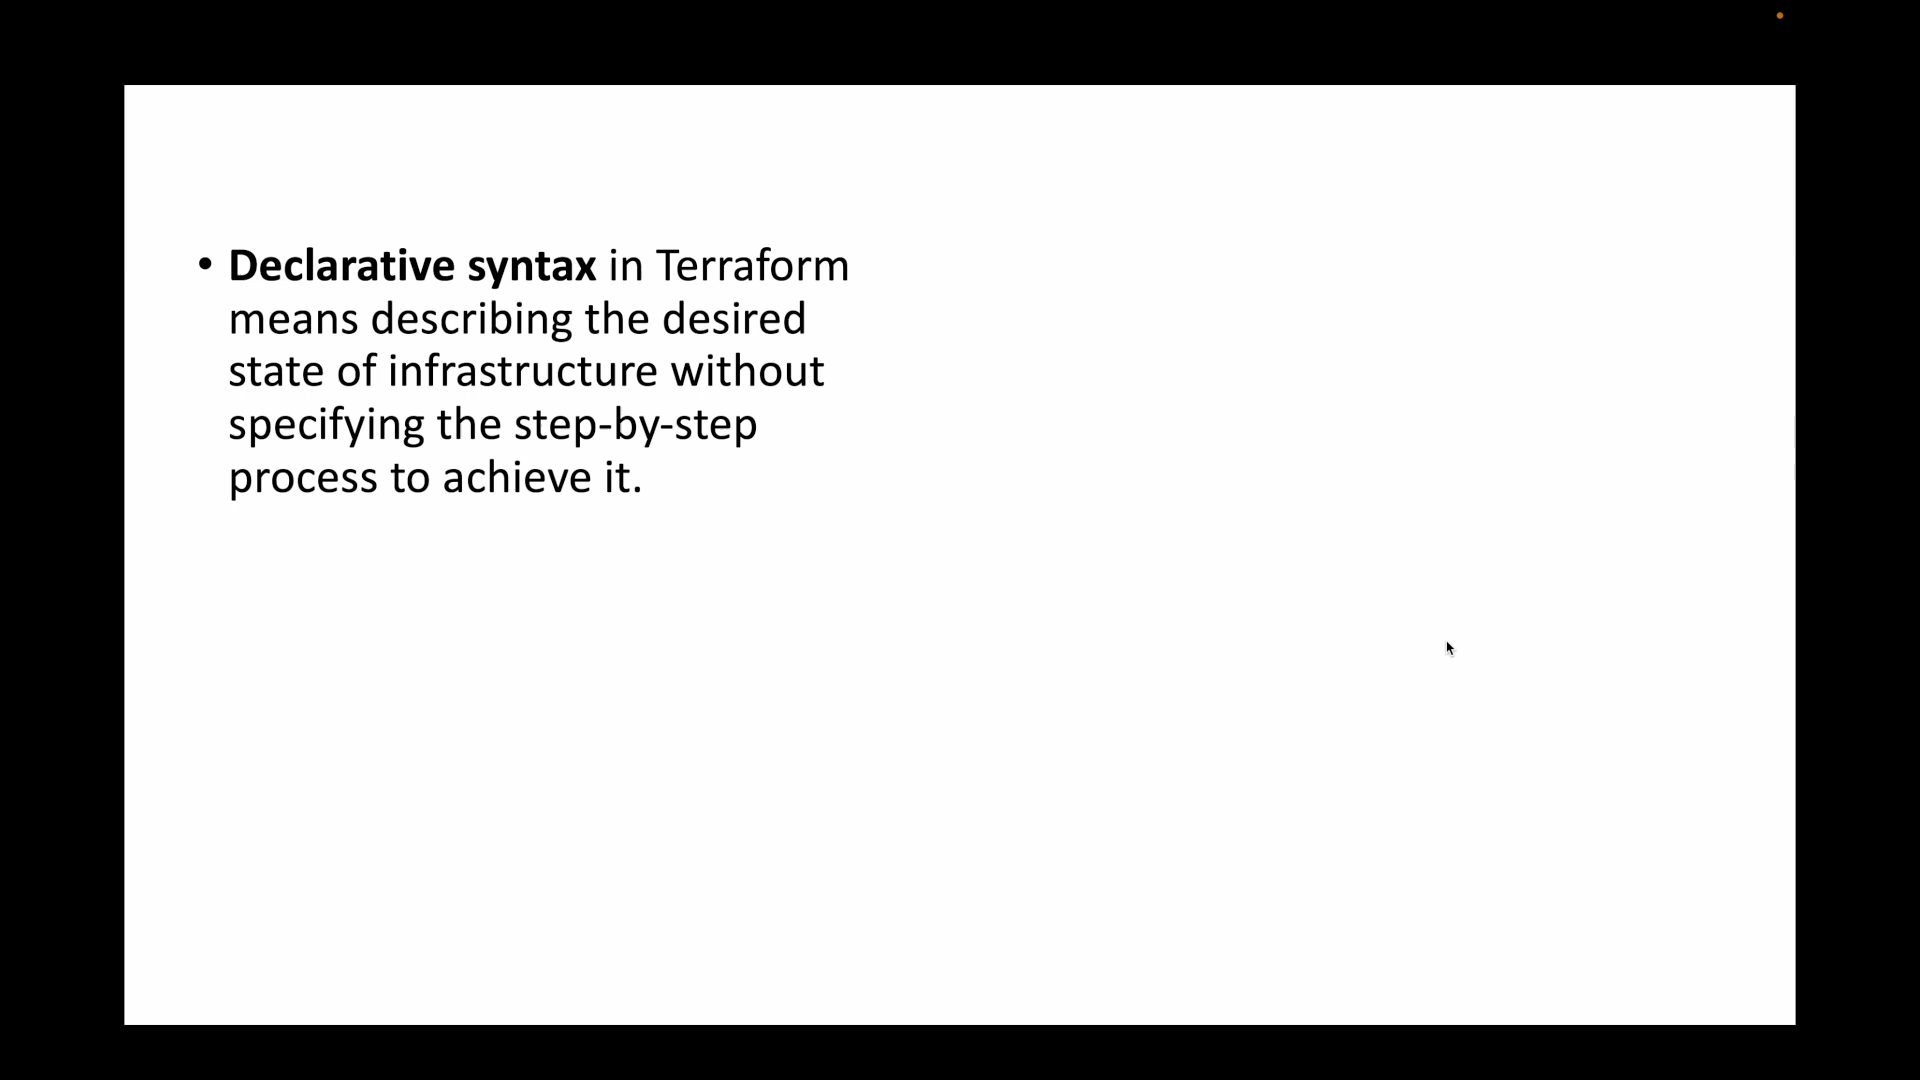 • Declarative syntax in Terraform
means describing the desired
state of infrastructure without
specifying the step-by-step
process to achieve it.